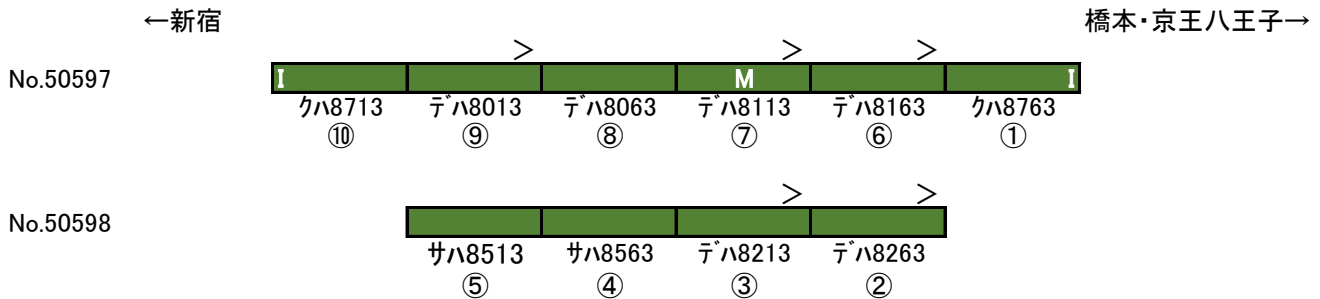 ←新宿
橋本・京王八王子→
＞ ＞ ＞
No.50597
I M I
ｸﾊ8713 ﾃﾞﾊ8013 ﾃﾞﾊ8063 ﾃﾞﾊ8113 ﾃﾞﾊ8163 ｸﾊ8763
⑩ ⑨ ⑧ ⑦ ⑥ ①
＞ ＞
No.50598
ｻﾊ8513 ｻﾊ8563 ﾃﾞﾊ8213 ﾃﾞﾊ8263
⑤ ④ ③ ②